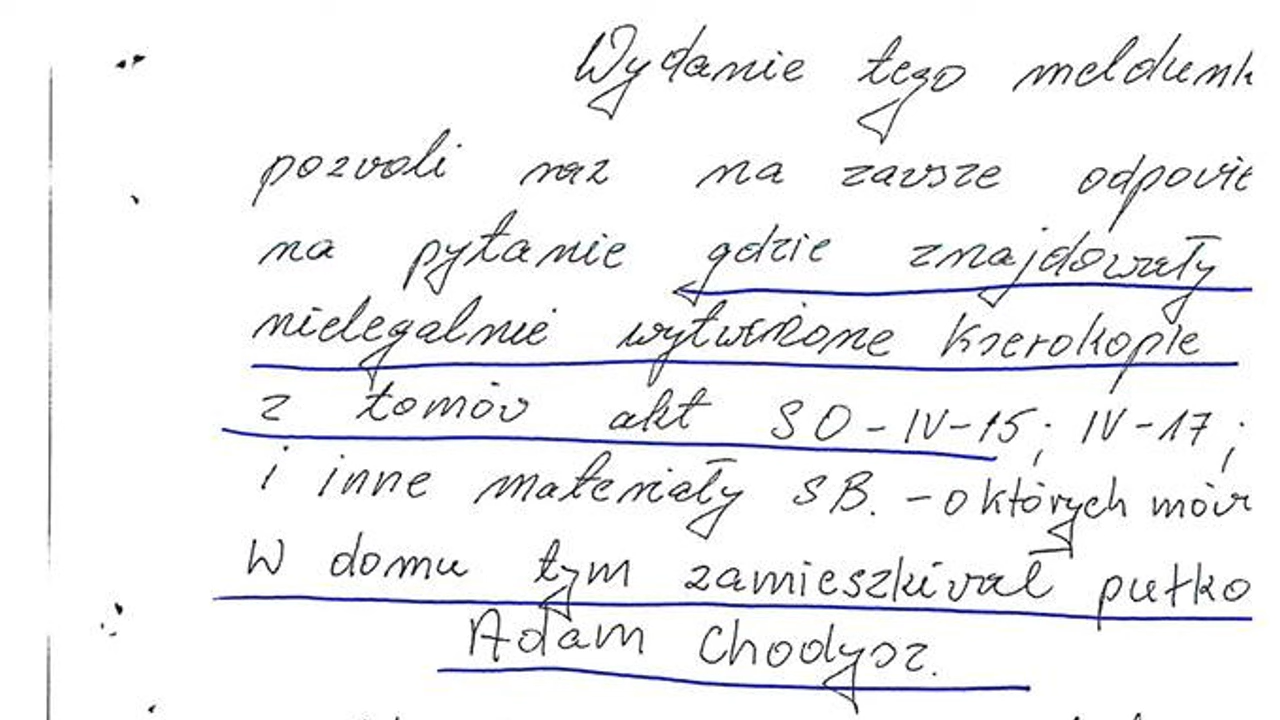 Wydanie tego meldunk
pozwoli raz na zawsze odpowie
na pytanie gdzie znajdowały
nielegalnie wytworzone kserokopie
z tomów akt SO-IV-15; IV-17;
i inne materiały SB. - o których mów
W domu tym zamieszkiwał pułko
Adam Chodysz.